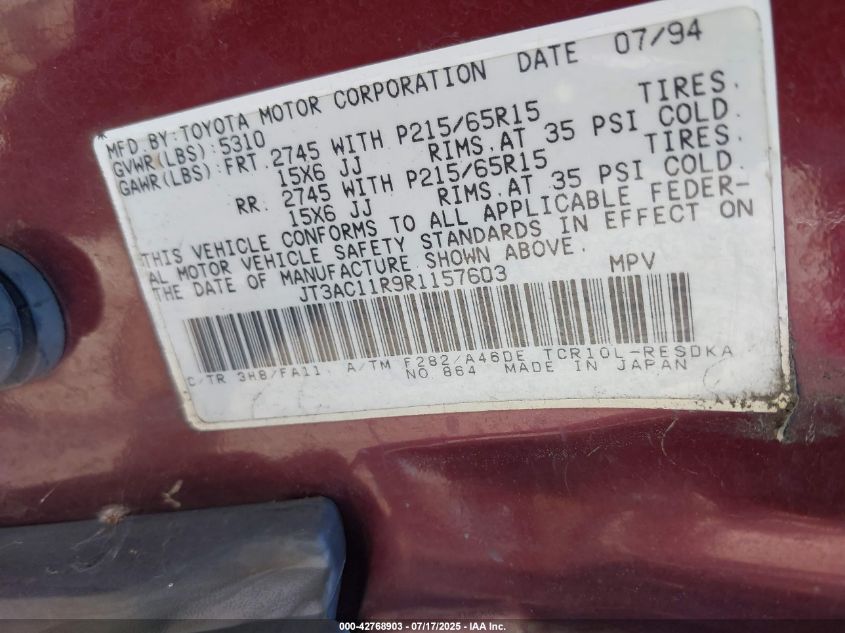 MFD BY: TOYOTA MOTOR CORPORATION DATE 07/94
GVWR(LBS): 5310
GAWR(LBS): FRT. 2745 WITH P215/65R15 TIRES.
15X6 JJ RIMS. AT 35 PSI COLD.
RR. 2745 WITH P215/65R15 TIRES.
15X6 JJ RIMS. AT 35 PSI COLD.
THIS VEHICLE CONFORMS TO ALL APPLICABLE FEDER-
AL MOTOR VEHICLE SAFETY STANDARDS IN EFFECT ON
THE DATE OF MANUFACTURE SHOWN ABOVE.
JT3AC11R9R1157603 MPV
C/TR 3H8/FA11, A/TM F282/A46DE TCR10L-RESDKA
NO. 864 MADE IN JAPAN
000-42768903 - 07/17/2025 - IAA Inc.